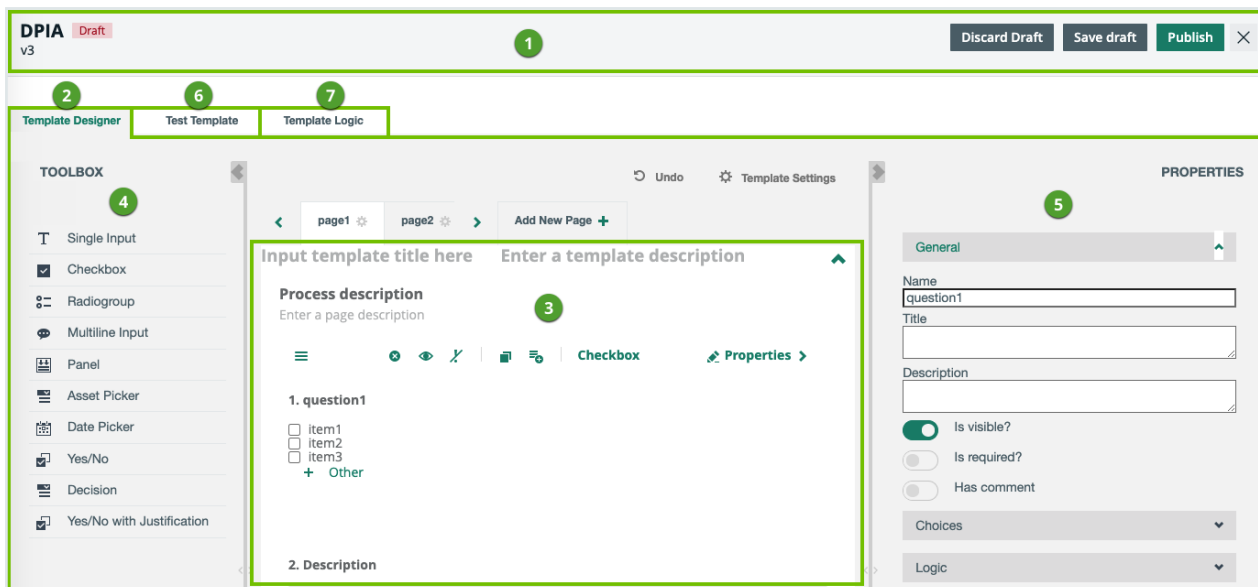 DPIA Draft
v3
1
Discard Draft Save draft Publish
2 6 7
Template Designer Test Template Template Logic
TOOLBOX
4
Single Input
Checkbox
Radiogroup
Multiline Input
Panel
Asset Picker
Date Picker
Yes/No
Decision
Yes/No with Justification
Undo Template Settings
page1 page2 Add New Page +
Input template title here Enter a template description
Process description
Enter a page description
3
Checkbox Properties
1. question1
item1
item2
item3
+ Other
2. Description
PROPERTIES
5
General
Name
question1
Title
Description
Is visible?
Is required?
Has comment
Choices
Logic